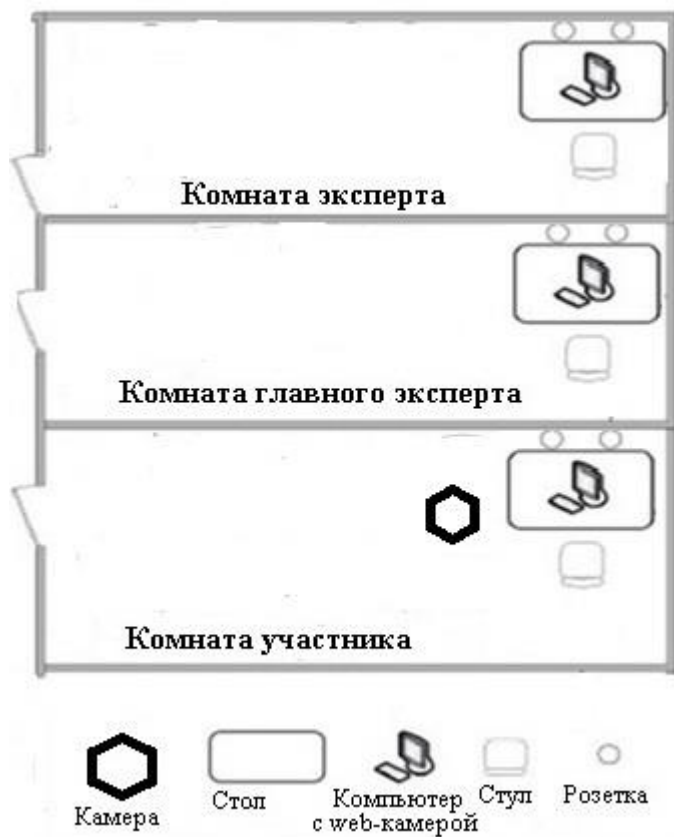 Комната эксперта
Комната главного эксперта
Комната участника
Камера
Стол
Компьютер
с web-камерой
Стул
Розетка